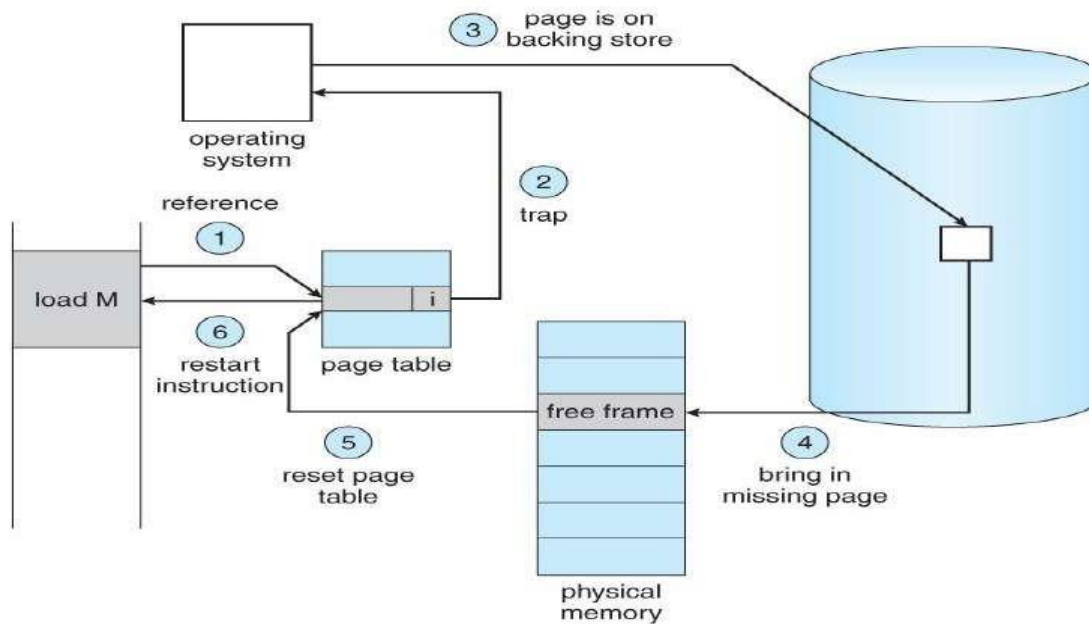 3
page is on
backing store
operating
system
2
trap
reference
1
load M
i
6
restart
instruction
page table
free frame
5
reset page
table
4
bring in
missing page
physical
memory